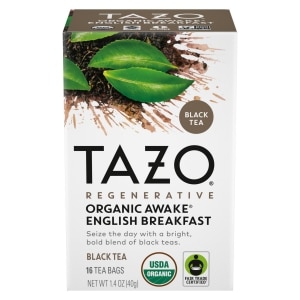 BLACK
TEA
TAZO®
REGENERATIVE
ORGANIC AWAKE®
ENGLISH BREAKFAST
Seize the day with a bright,
bold blend of black teas.
BLACK TEA
16 TEA BAGS
NET WT 1.4 OZ (40g)
USDA
ORGANIC
FAIR TRADE
CERTIFIED